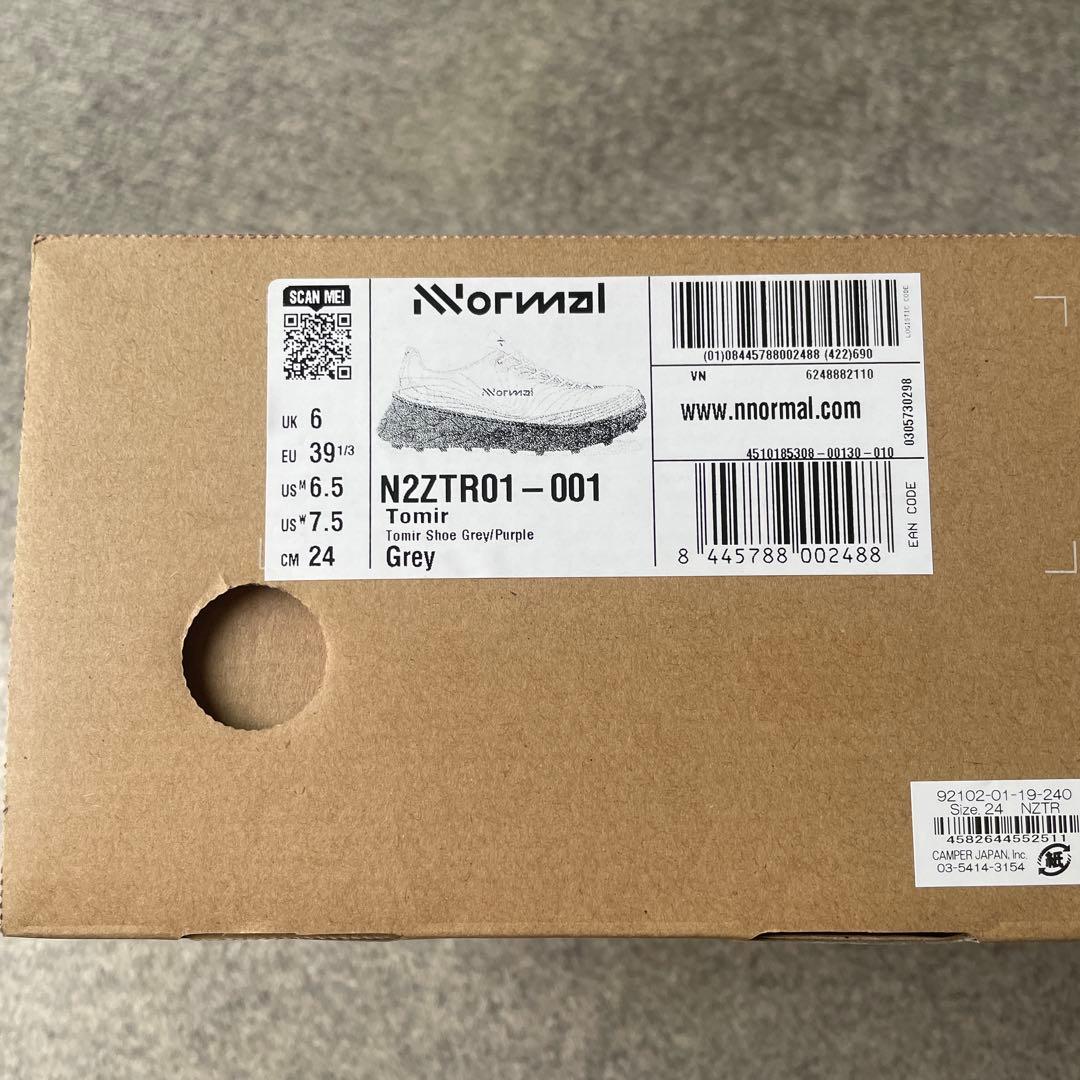 SCAN ME!
UK 6
EU 39 1/3
US M 6.5
US W 7.5
CM 24
NNormal
NNormal
N2ZTR01-001
Tomir
Tomir Shoe Grey/Purple
Grey
(01)08445788002488 (422)690
LOGISTIC CODE
VN 6248882110
www.nnormal.com
0305730298
4510185308-00130-010
8 445788 002488
EAN CODE
92102-01-19-240
Size. 24 NZTR
4582644552511
CAMPER JAPAN, Inc.
03-5414-3154
紙